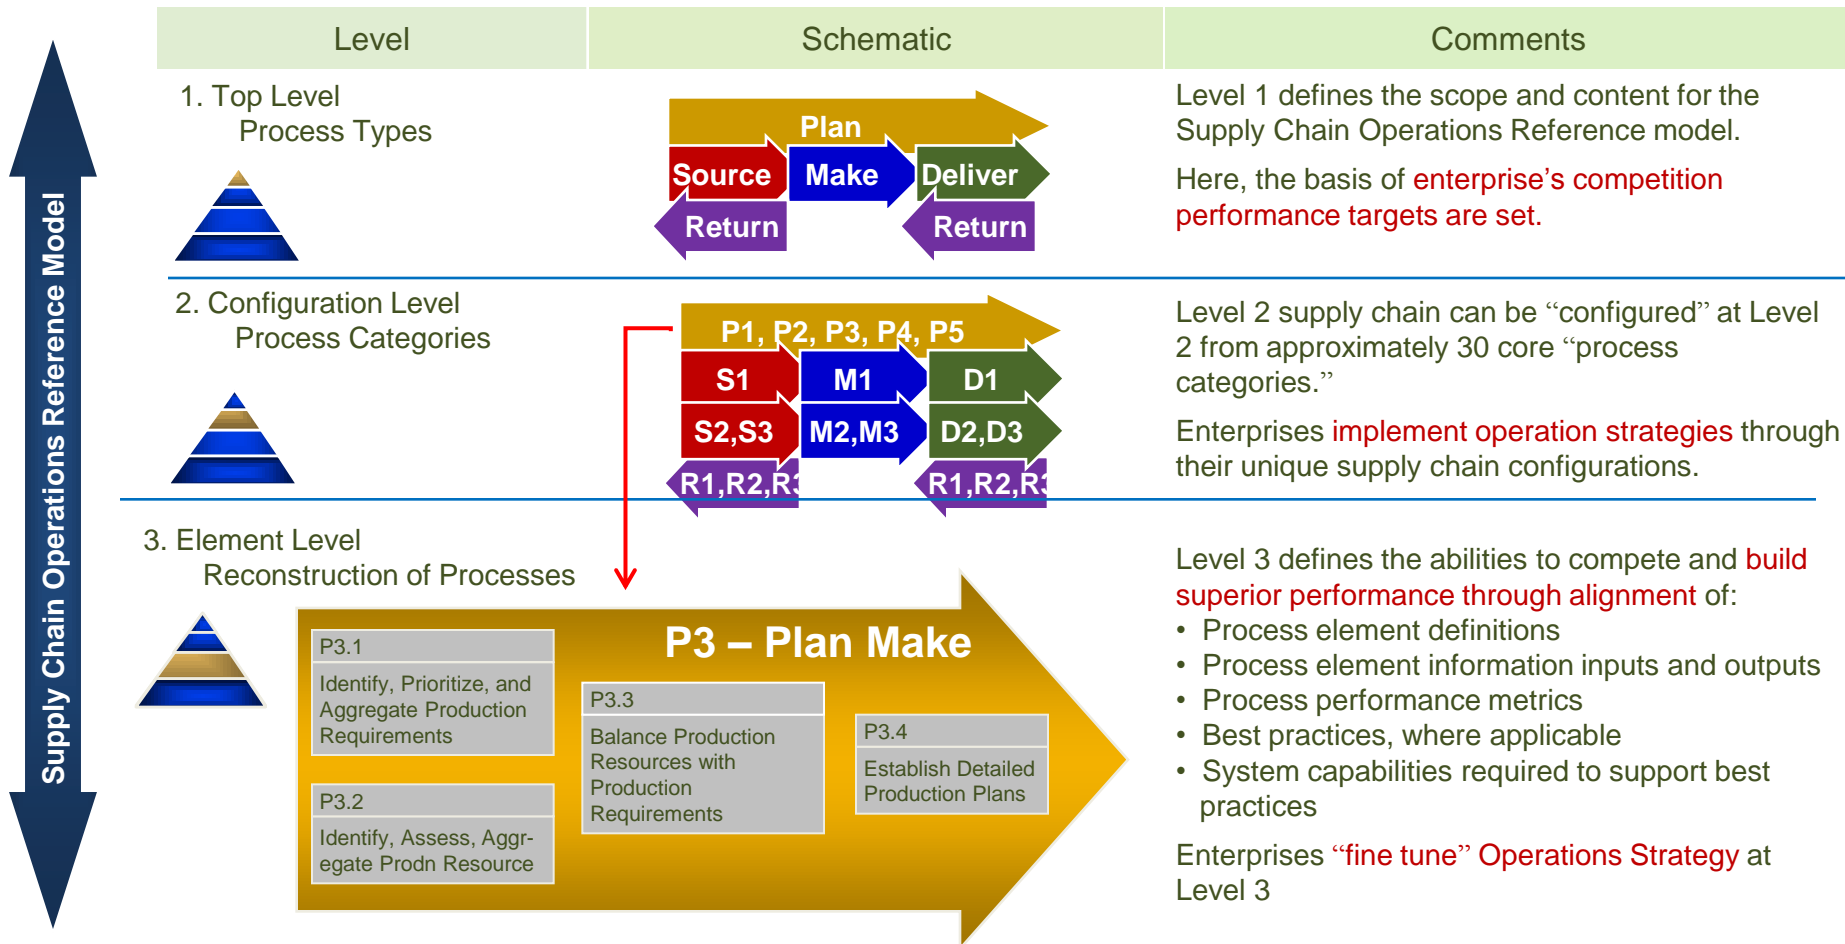 Level
Schematic
Comments
Supply Chain Operations Reference Model
1. Top Level
Process Types
Plan
Source
Make
Deliver
Return
Return
Level 1 defines the scope and content for the
Supply Chain Operations Reference model.
Here, the basis of enterprise’s competition
performance targets are set.
2. Configuration Level
Process Categories
P1, P2, P3, P4, P5
S1
M1
D1
S2,S3
M2,M3
D2,D3
R1,R2,R3
R1,R2,R3
Level 2 supply chain can be “configured” at Level
2 from approximately 30 core “process
categories.”
Enterprises implement operation strategies through
their unique supply chain configurations.
3. Element Level
Reconstruction of Processes
P3 – Plan Make
P3.1
Identify, Prioritize, and
Aggregate Production
Requirements
P3.2
Identify, Assess, Aggr-
egate Prodn Resource
P3.3
Balance Production
Resources with
Production
Requirements
P3.4
Establish Detailed
Production Plans
Level 3 defines the abilities to compete and build
superior performance through alignment of:
• Process element definitions
• Process element information inputs and outputs
• Process performance metrics
• Best practices, where applicable
• System capabilities required to support best
practices
Enterprises “fine tune” Operations Strategy at
Level 3